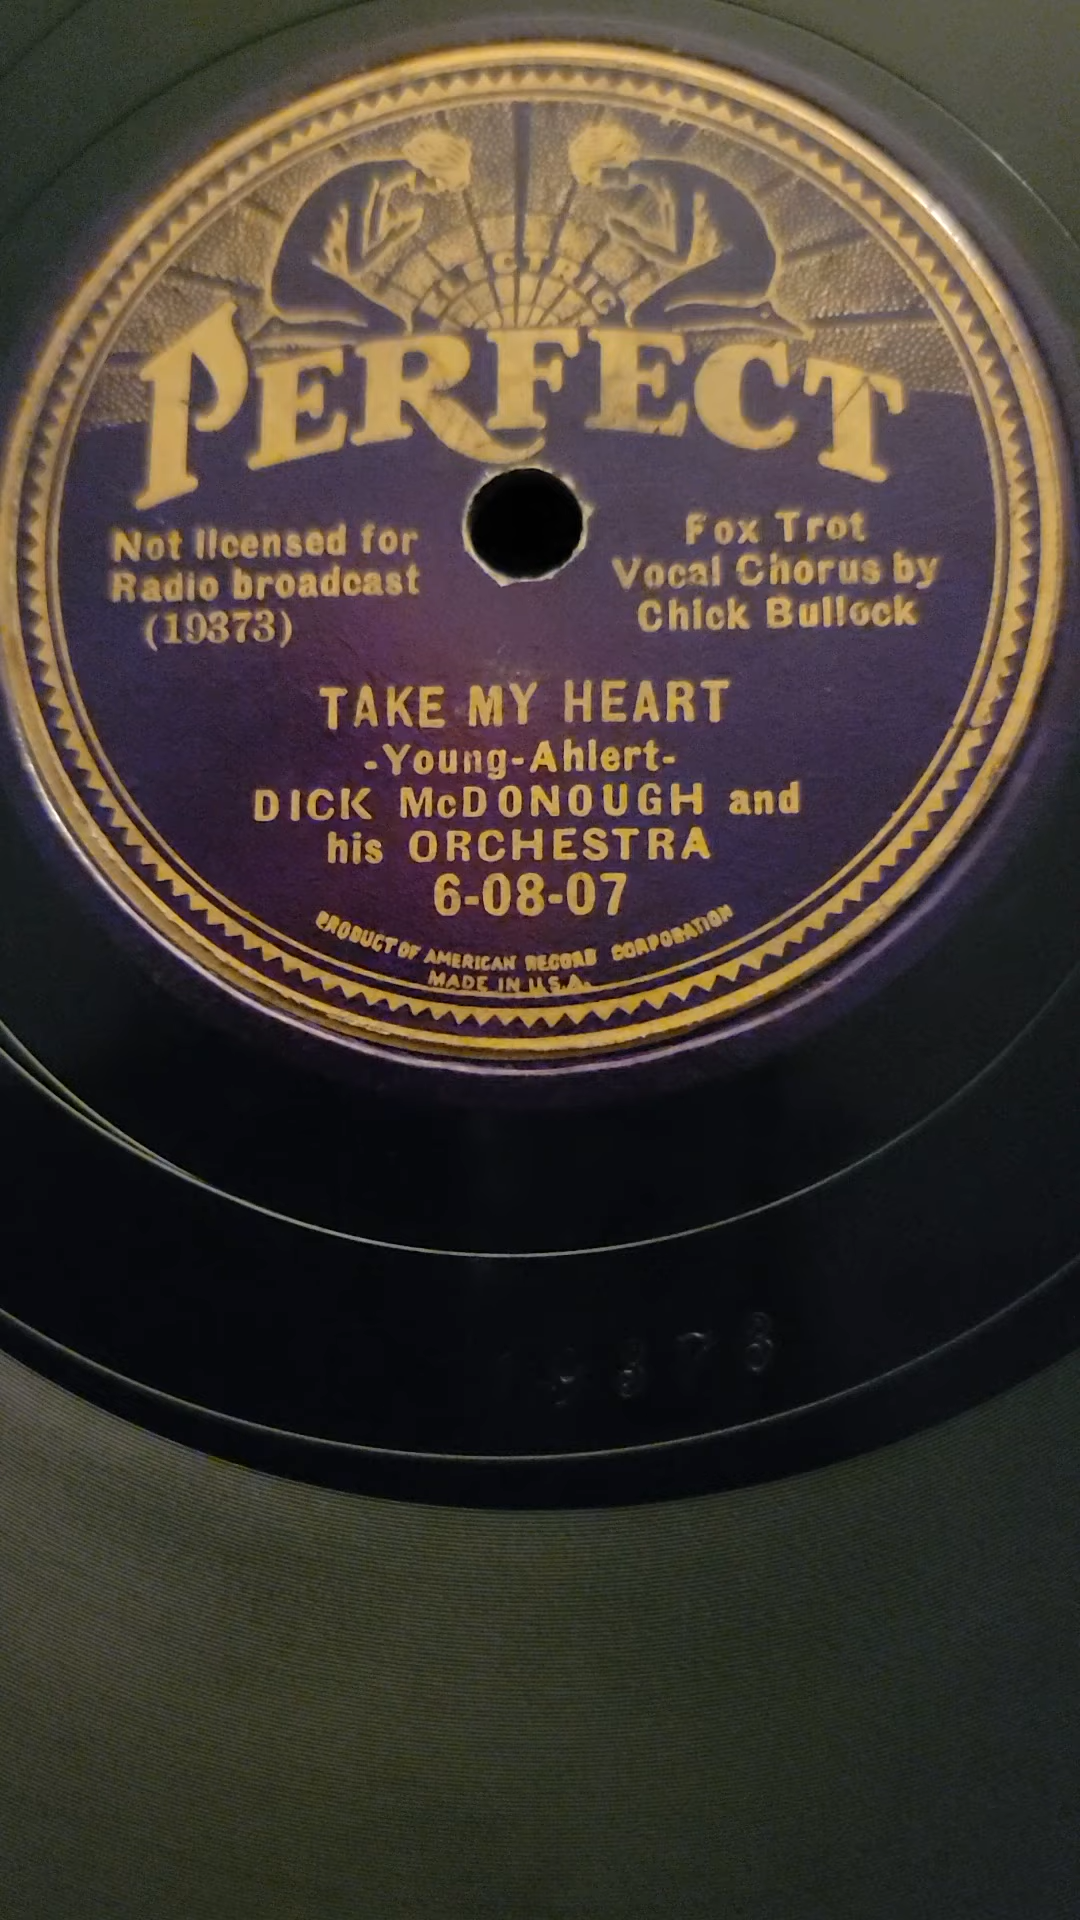 ELECTRIC
PERFECT
Not licensed for
Radio broadcast
(19373)
Fox Trot
Vocal Chorus by
Chick Bullock
TAKE MY HEART
-Young-Ahlert-
DICK McDONOUGH and
his ORCHESTRA
6-08-07
PRODUCT OF AMERICAN RECORD CORPORATION
MADE IN U.S.A.
19373